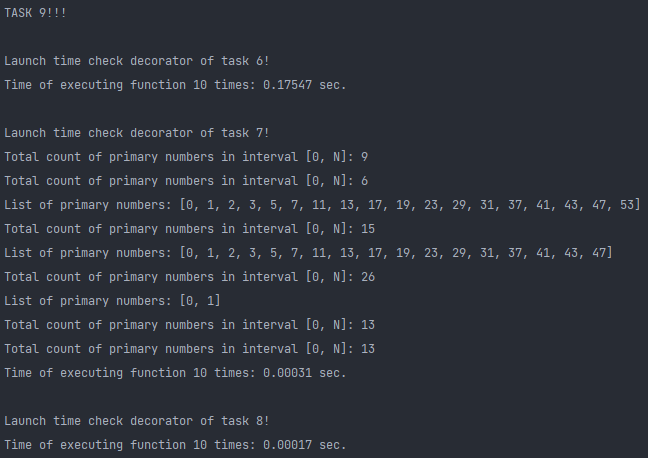 TASK 9!!!
Launch time check decorator of task 6!
Time of executing function 10 times: 0.17547 sec.
Launch time check decorator of task 7!
Total count of primary numbers in interval [0, N]: 9
Total count of primary numbers in interval [0, N]: 6
List of primary numbers: [0, 1, 2, 3, 5, 7, 11, 13, 17, 19, 23, 29, 31, 37, 41, 43, 47, 53]
Total count of primary numbers in interval [0, N]: 15
List of primary numbers: [0, 1, 2, 3, 5, 7, 11, 13, 17, 19, 23, 29, 31, 37, 41, 43, 47]
Total count of primary numbers in interval [0, N]: 26
List of primary numbers: [0, 1]
Total count of primary numbers in interval [0, N]: 13
Total count of primary numbers in interval [0, N]: 13
Time of executing function 10 times: 0.00031 sec.
Launch time check decorator of task 8!
Time of executing function 10 times: 0.00017 sec.